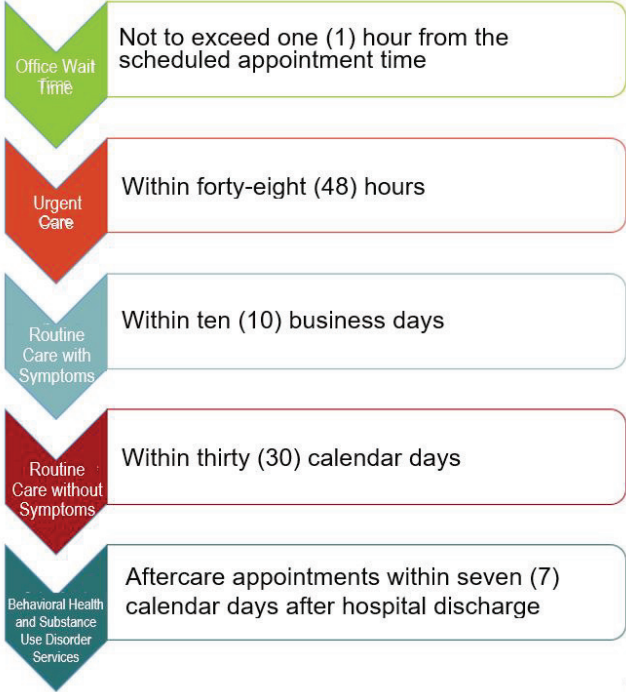 Office Wait
Time
Not to exceed one (1) hour from the
scheduled appointment time
Urgent
Care
Within forty-eight (48) hours
Routine
Care with
Symptoms
Within ten (10) business days
Routine
Care without
Symptoms
Within thirty (30) calendar days
Behavioral Health
and Substance
Use Disorder
Services
Aftercare appointments within seven (7)
calendar days after hospital discharge